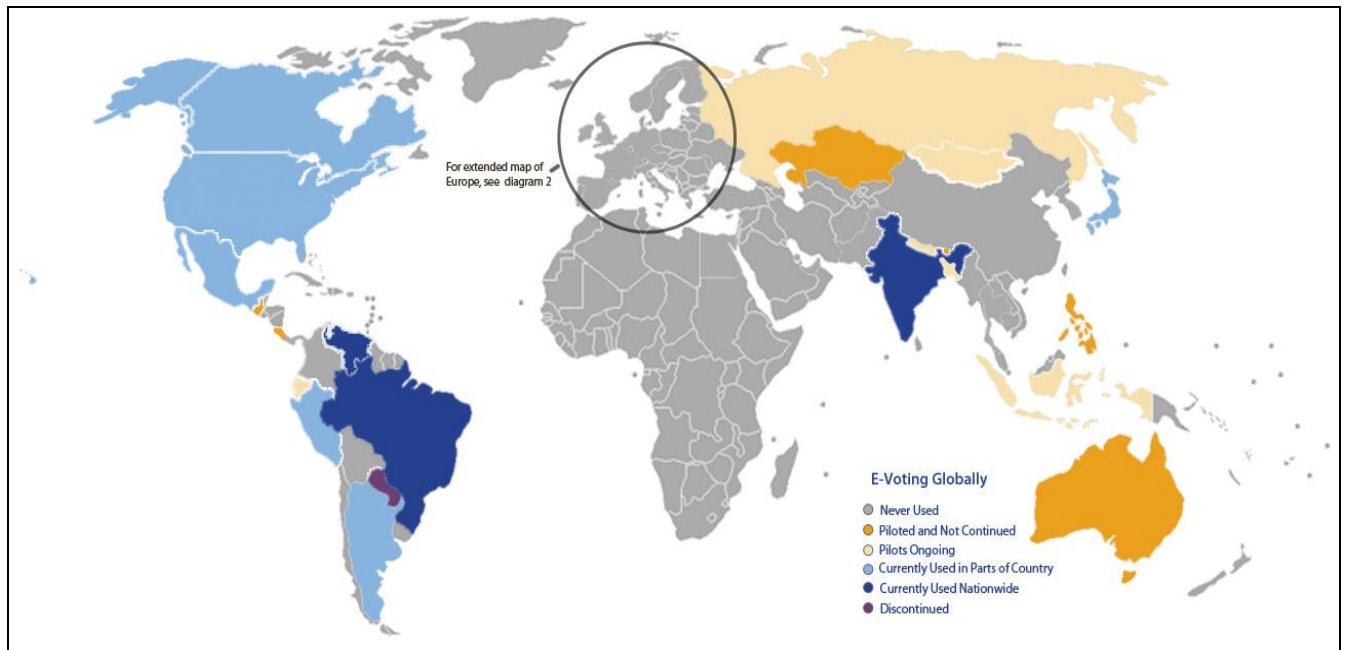 For extended map of
Europe, see diagram 2
E-Voting Globally
Never Used
Piloted and Not Continued
Pilots Ongoing
Currently Used in Parts of Country
Currently Used Nationwide
Discontinued